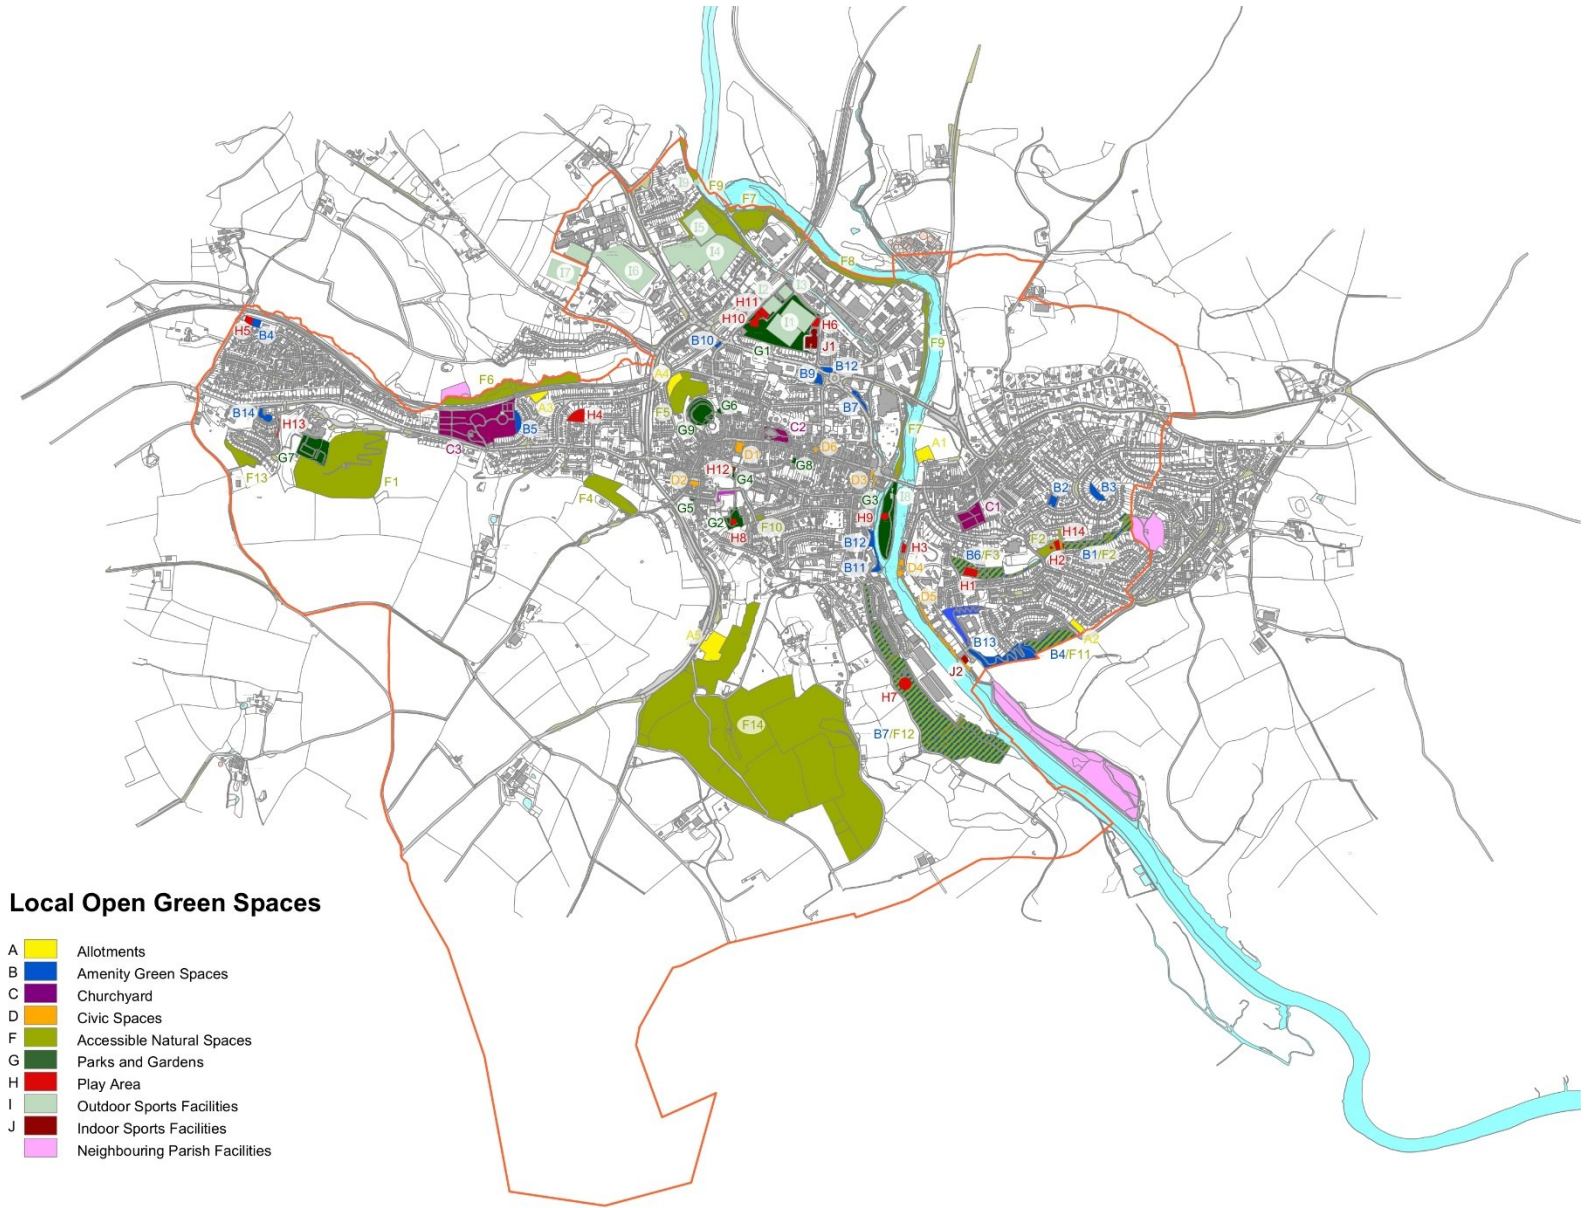 F9
I9
F7
I5
I4
F8
I7
I6
I2
I3
H11
H10
H6
I1
H5
B4
J1
G1
B10
F9
B12
B9
F6
A4
A3
B7
F5
G6
B14
H4
G9
H13
B5
C2
F7
A1
C3
D1
D6
G7
G8
F13
F1
H12
D2
G4
D3
B2
B3
F4
G3
I8
G5
C1
G2
F10
H9
H14
H8
B12
F2
H3
B6/F3
H2
B1/F2
B11
D4
H1
D5
A5
B13
A2
B4/F11
J2
H7
F14
B7/F12
Local Open Green Spaces
A Allotments
B Amenity Green Spaces
C Churchyard
D Civic Spaces
F Accessible Natural Spaces
G Parks and Gardens
H Play Area
I Outdoor Sports Facilities
J Indoor Sports Facilities
Neighbouring Parish Facilities